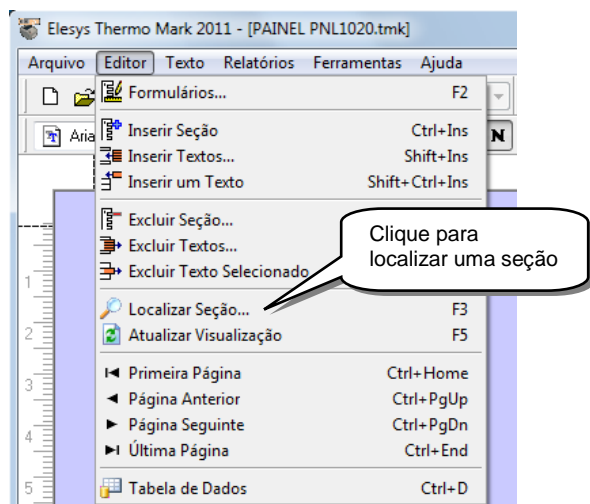 Elesys Thermo Mark 2011 - [PAINEL PNL1020.tmk]
Arquivo Editor Texto Relatórios Ferramentas Ajuda
Formulários... F2
Aria N
Inserir Seção Ctrl+Ins
Inserir Textos... Shift+Ins
Inserir um Texto Shift+Ctrl+Ins
Excluir Seção...
Excluir Textos...
Excluir Texto Selecionado
Clique para
localizar uma seção
Localizar Seção... F3
Atualizar Visualização F5
Primeira Página Ctrl+Home
Página Anterior Ctrl+PgUp
Página Seguinte Ctrl+PgDn
Última Página Ctrl+End
Tabela de Dados Ctrl+D
1
2
3
4
5